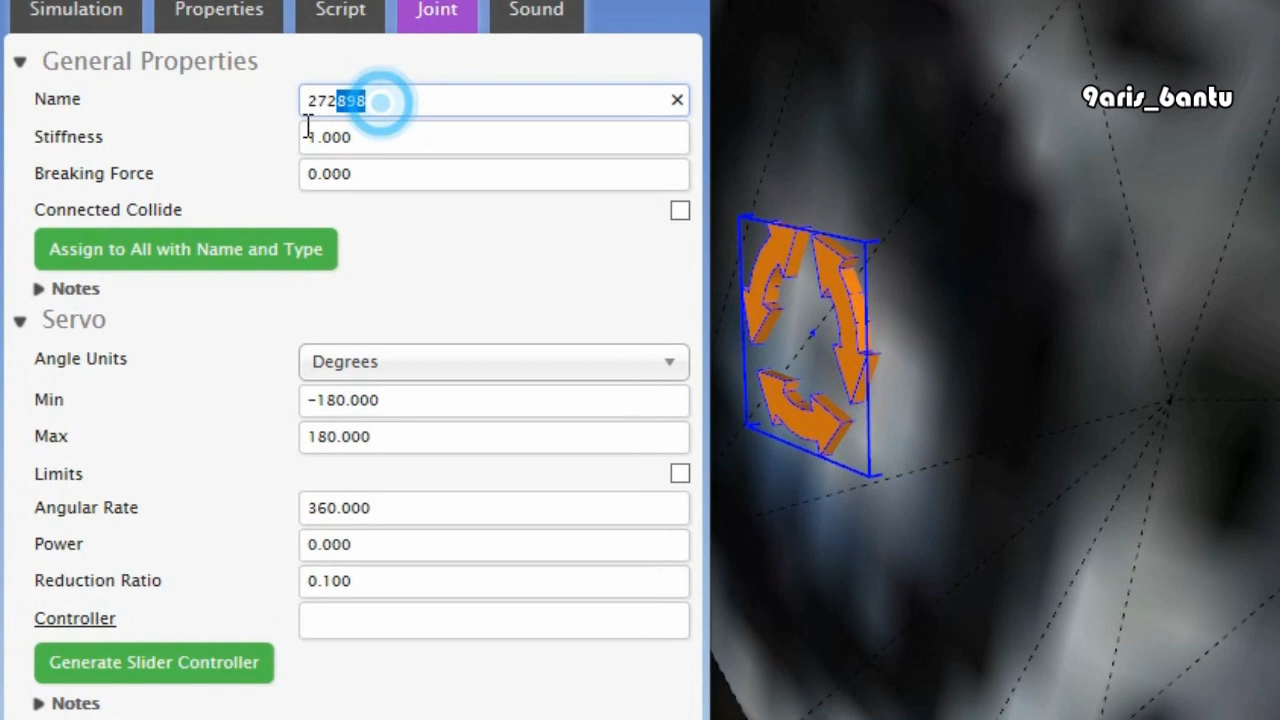 Simulation Properties Script Joint Sound
General Properties
Name 272898
9aris_6antu
Stiffness 1.000
Breaking Force 0.000
Connected Collide
Assign to All with Name and Type
Notes
Servo
Angle Units Degrees
Min -180.000
Max 180.000
Limits
Angular Rate 360.000
Power 0.000
Reduction Ratio 0.100
Controller
Generate Slider Controller
Notes